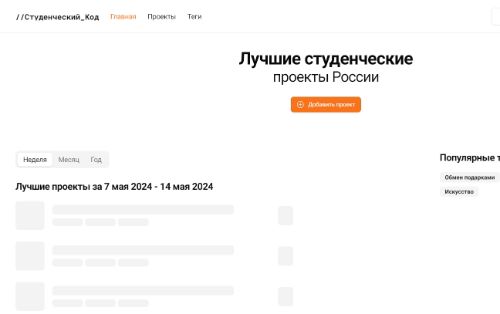 //Студенческий_Код Главная Проекты Теги
Лучшие студенческие
проекты России
Добавить проект
Неделя Месяц Год
Популярные т
Лучшие проекты за 7 мая 2024 - 14 мая 2024
Обмен подарками
Искусство